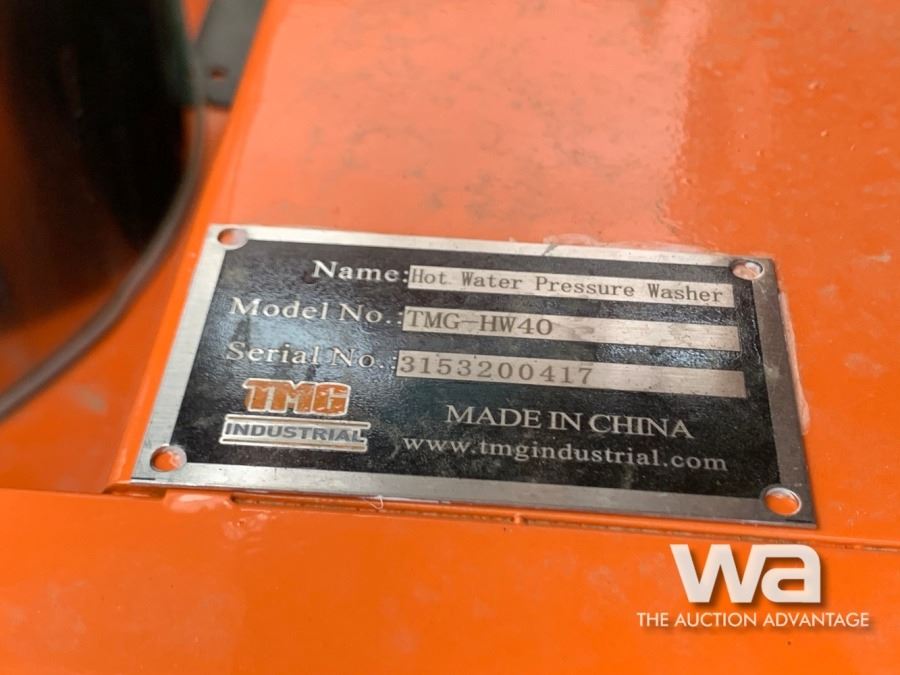 Name: Hot Water Pressure Washer
Model No.: TMG-HW40
Serial No.: 3153200417
TMG
INDUSTRIAL
MADE IN CHINA
www.tmgindustrial.com
wa
THE AUCTION ADVANTAGE